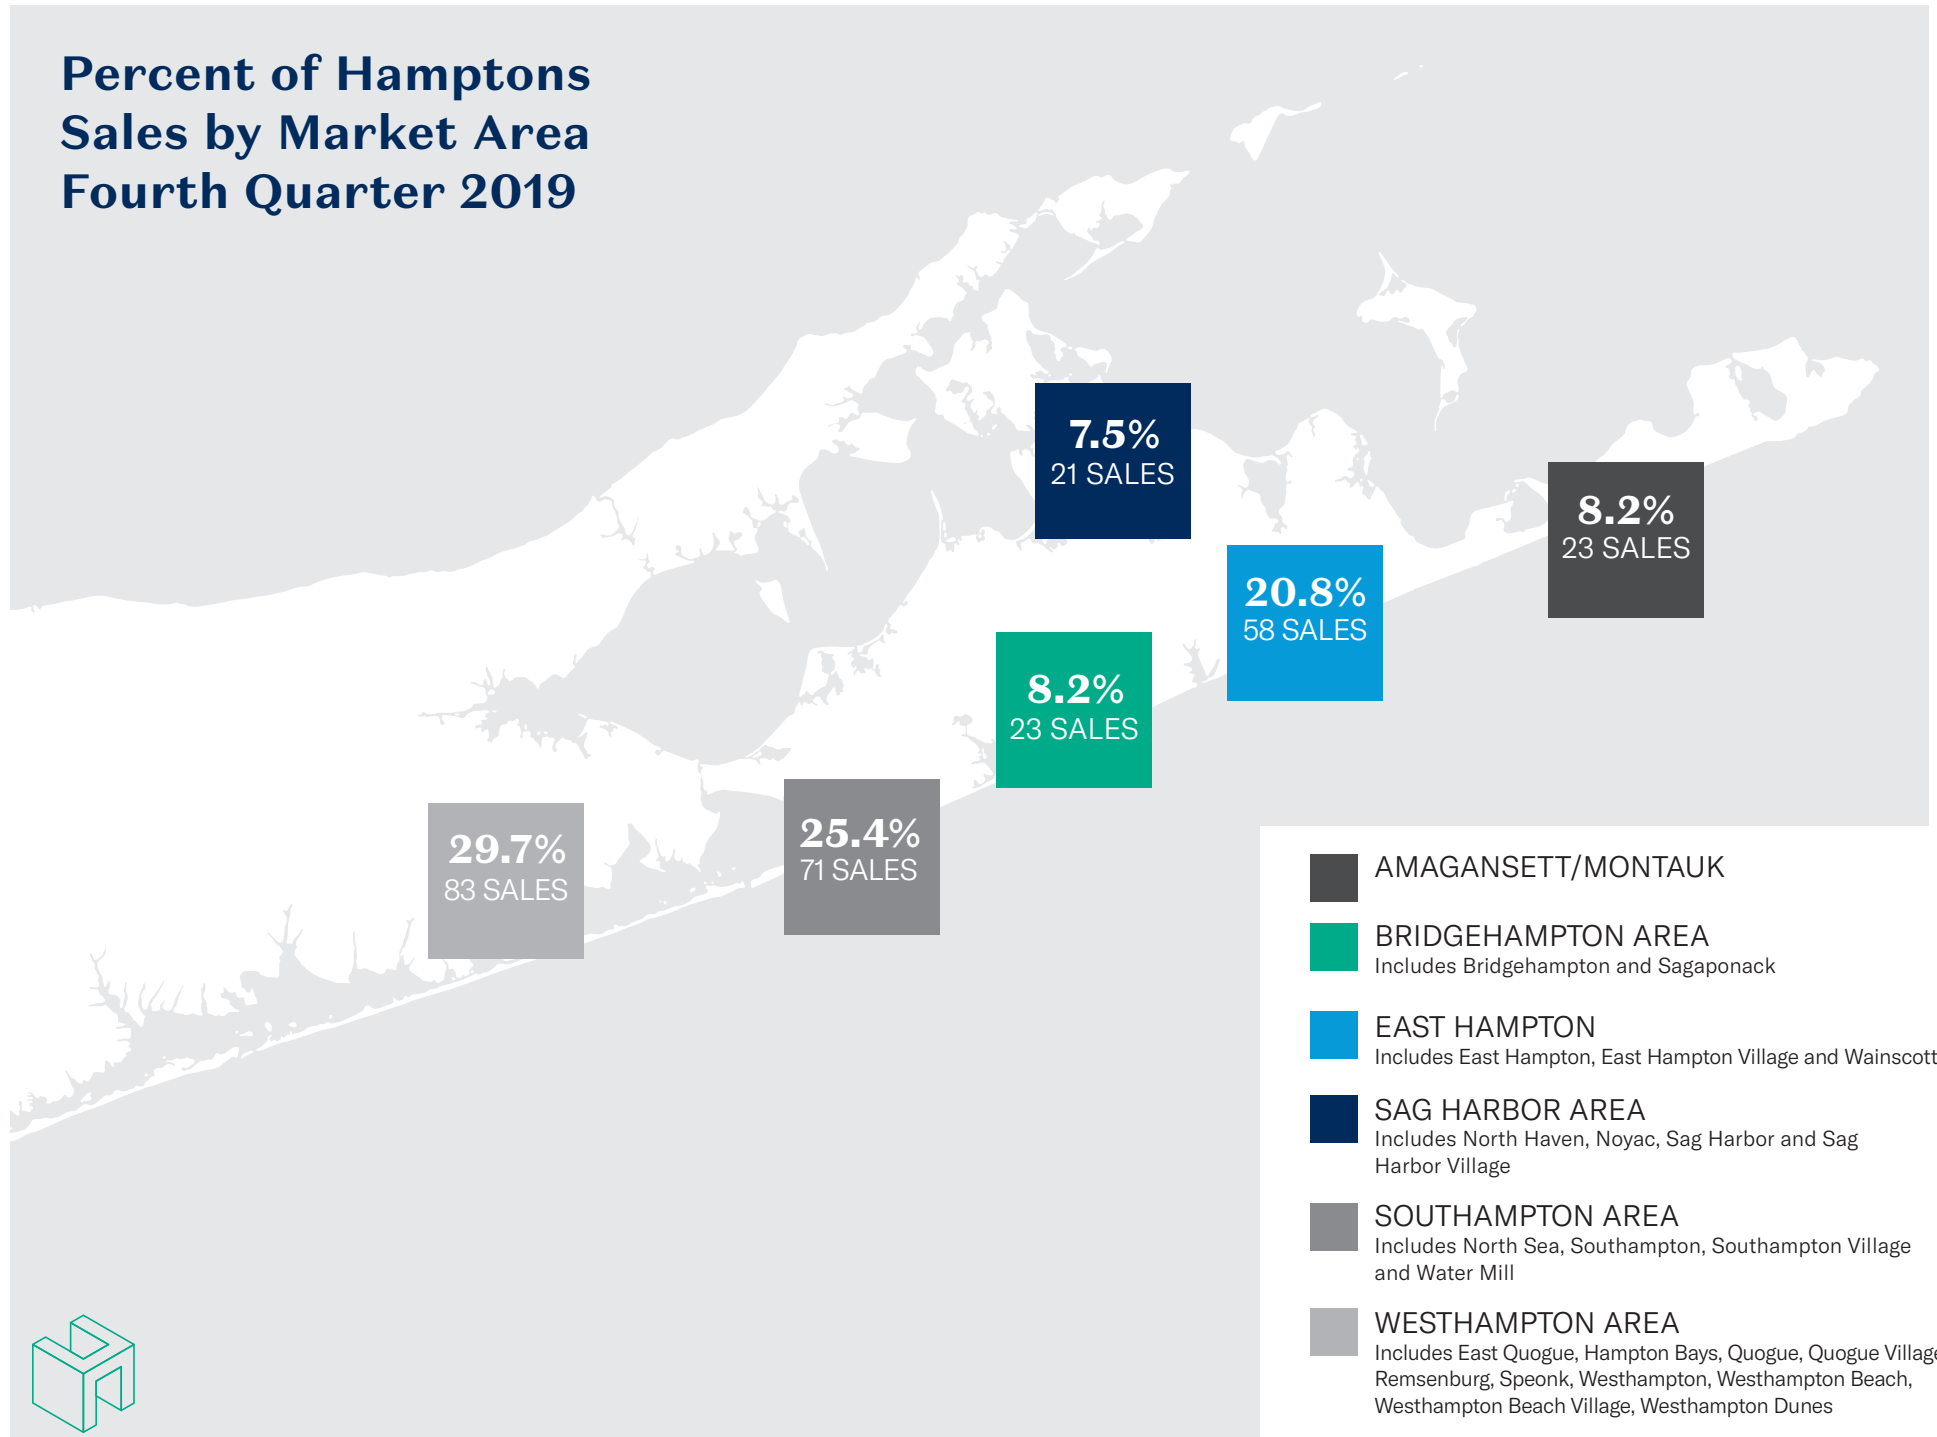 Percent of Hamptons
Sales by Market Area
Fourth Quarter 2019
7.5%
21 SALES
8.2%
23 SALES
20.8%
58 SALES
8.2%
23 SALES
25.4%
71 SALES
29.7%
83 SALES
AMAGANSETT/MONTAUK
BRIDGEHAMPTON AREA
Includes Bridgehampton and Sagaponack
EAST HAMPTON
Includes East Hampton, East Hampton Village and Wainscott
SAG HARBOR AREA
Includes North Haven, Noyac, Sag Harbor and Sag
Harbor Village
SOUTHAMPTON AREA
Includes North Sea, Southampton, Southampton Village
and Water Mill
WESTHAMPTON AREA
Includes East Quogue, Hampton Bays, Quogue, Quogue Village
Remsenburg, Speonk, Westhampton, Westhampton Beach,
Westhampton Beach Village, Westhampton Dunes